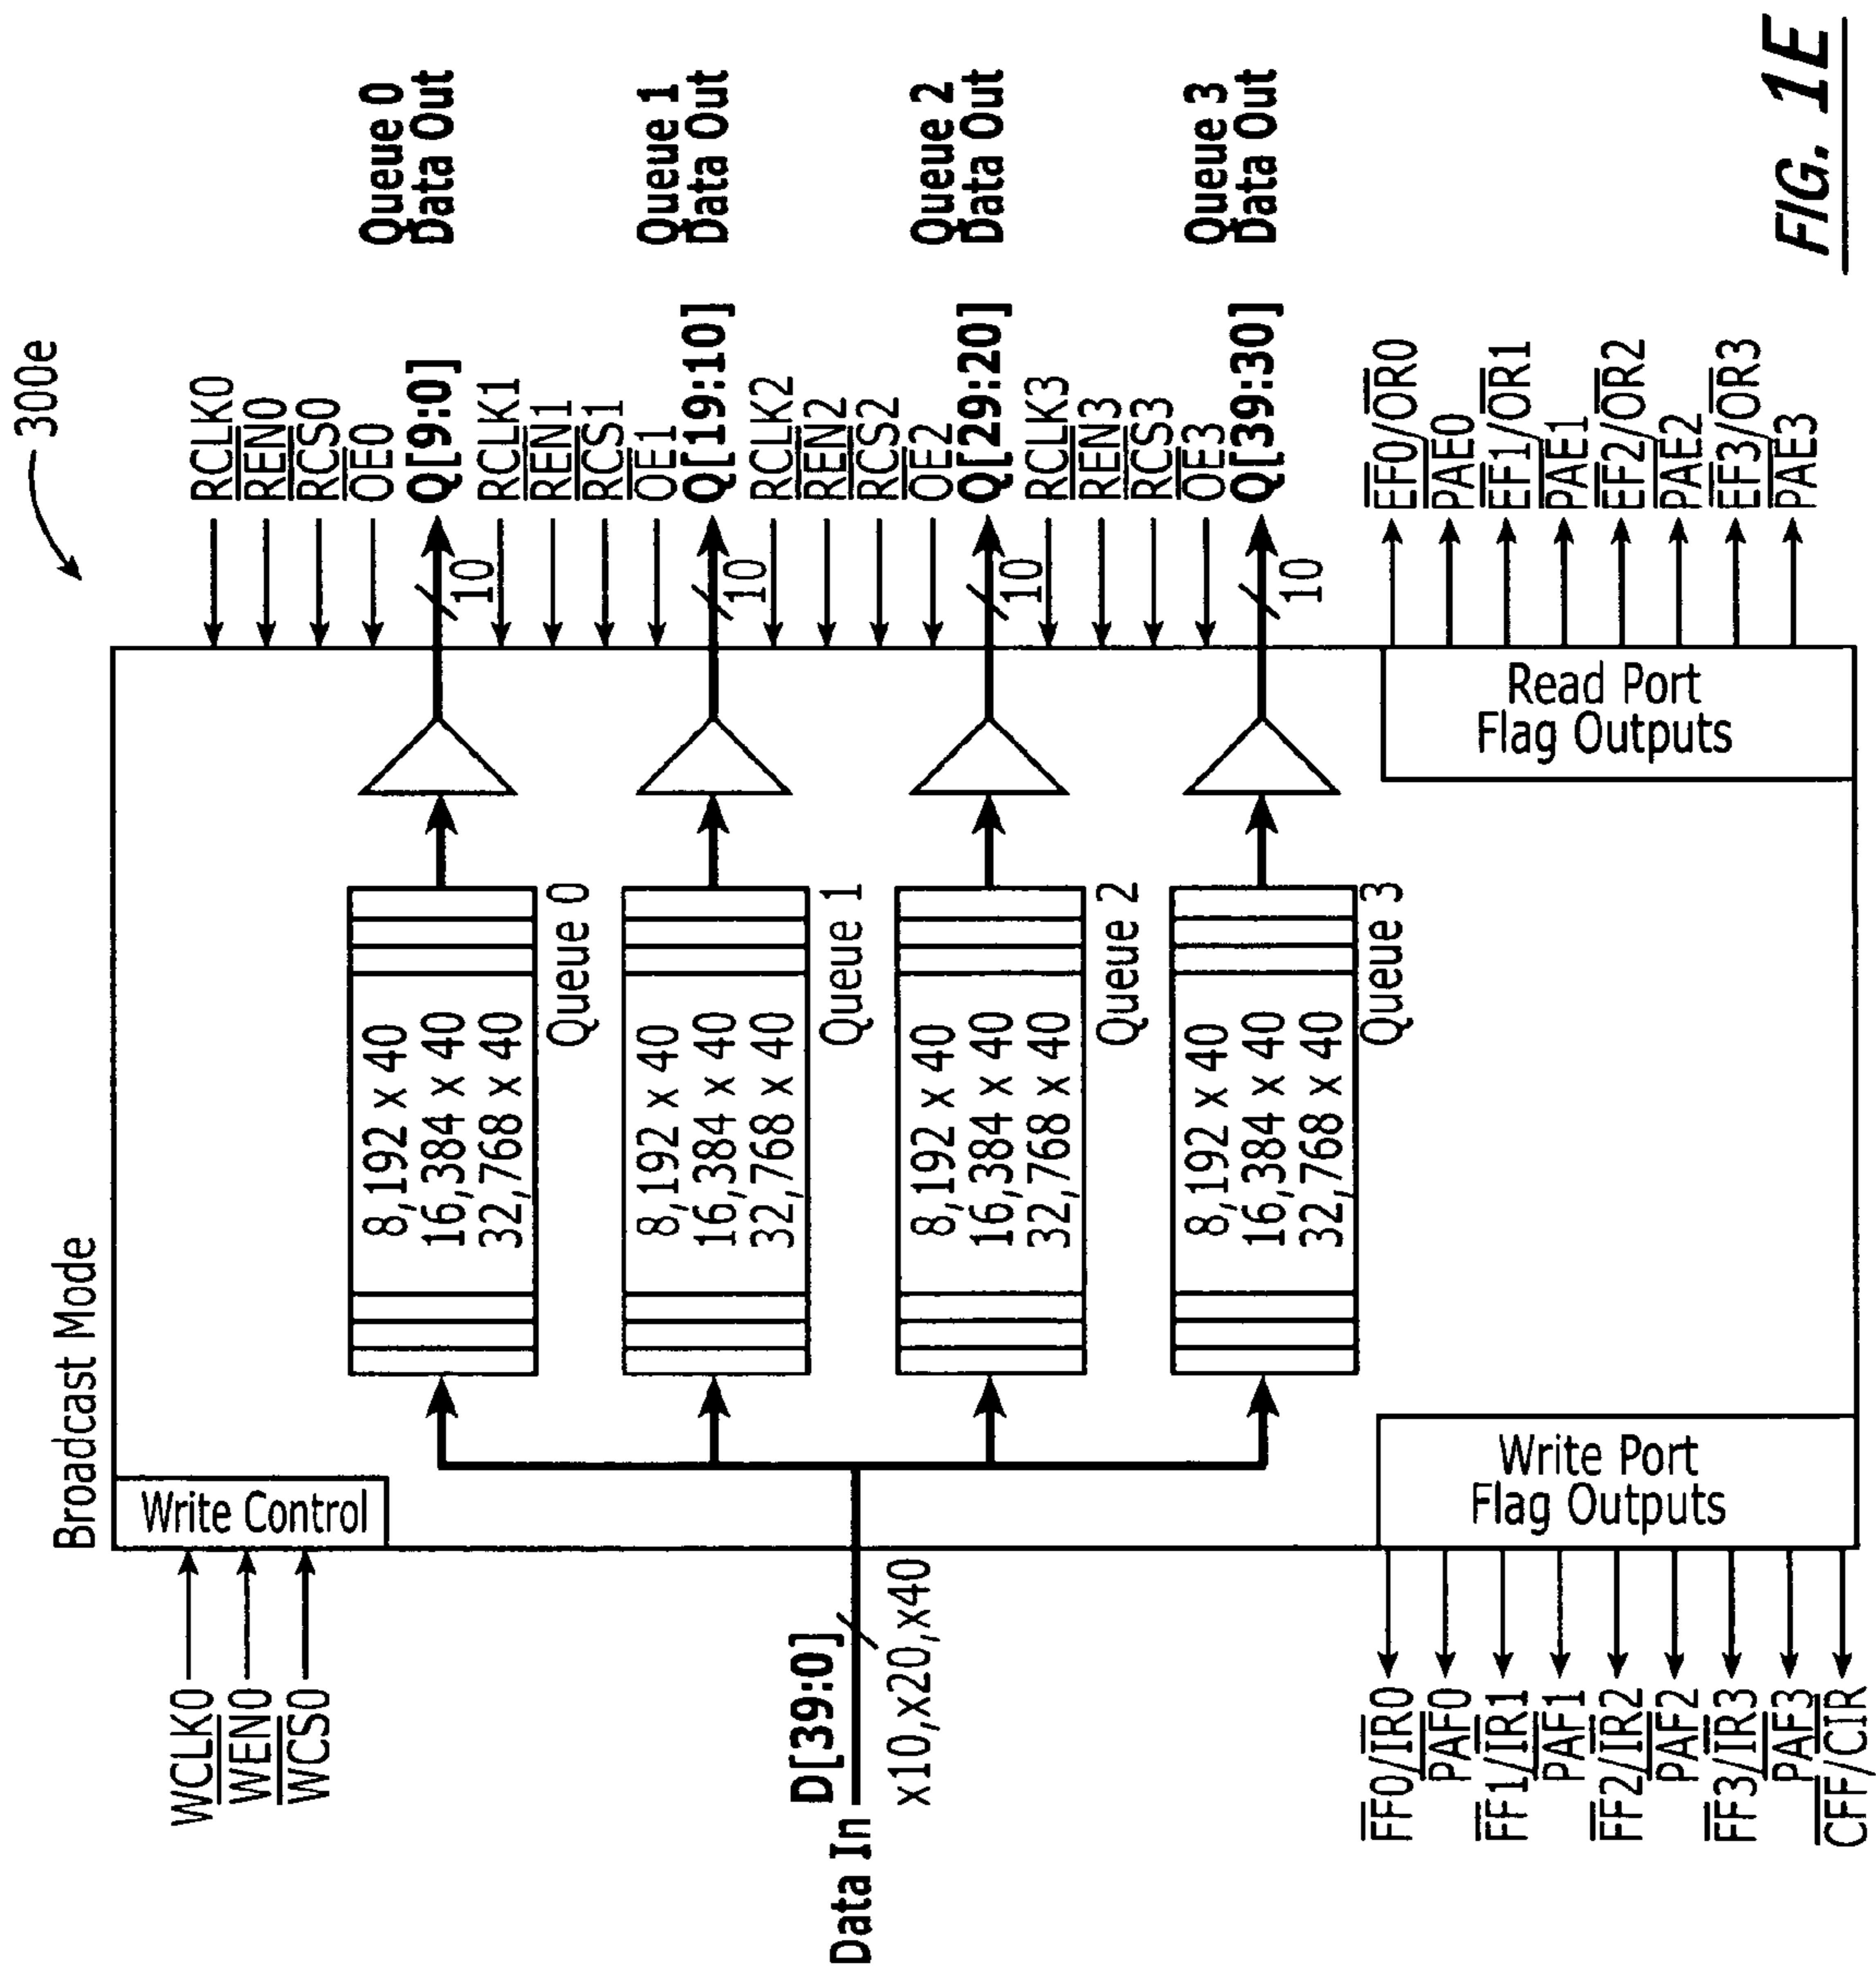 300e
Broadcast Mode
Write Control
WCLK0
WEN0
WCS0
Data In
D[39:0]
x10,x20,x40
8,192 x 40
16,384 x 40
32,768 x 40
Queue 0
8,192 x 40
16,384 x 40
32,768 x 40
Queue 1
8,192 x 40
16,384 x 40
32,768 x 40
Queue 2
8,192 x 40
16,384 x 40
32,768 x 40
Queue 3
RCLK0
REN0
RCS0
OE0
Q[9:0]
10
Queue 0
Data Out
RCLK1
REN1
RCS1
OE1
Q[19:10]
10
Queue 1
Data Out
RCLK2
REN2
RCS2
OE2
Q[29:20]
10
Queue 2
Data Out
RCLK3
REN3
RCS3
OE3
Q[39:30]
10
Queue 3
Data Out
Write Port
Flag Outputs
FF0/IR0
PAF0
FF1/IR1
PAF1
FF2/IR2
PAF2
FF3/IR3
PAF3
CFF/CIR
Read Port
Flag Outputs
EF0/OR0
PAE0
EF1/OR1
PAE1
EF2/OR2
PAE2
EF3/OR3
PAE3
FIG. 1E